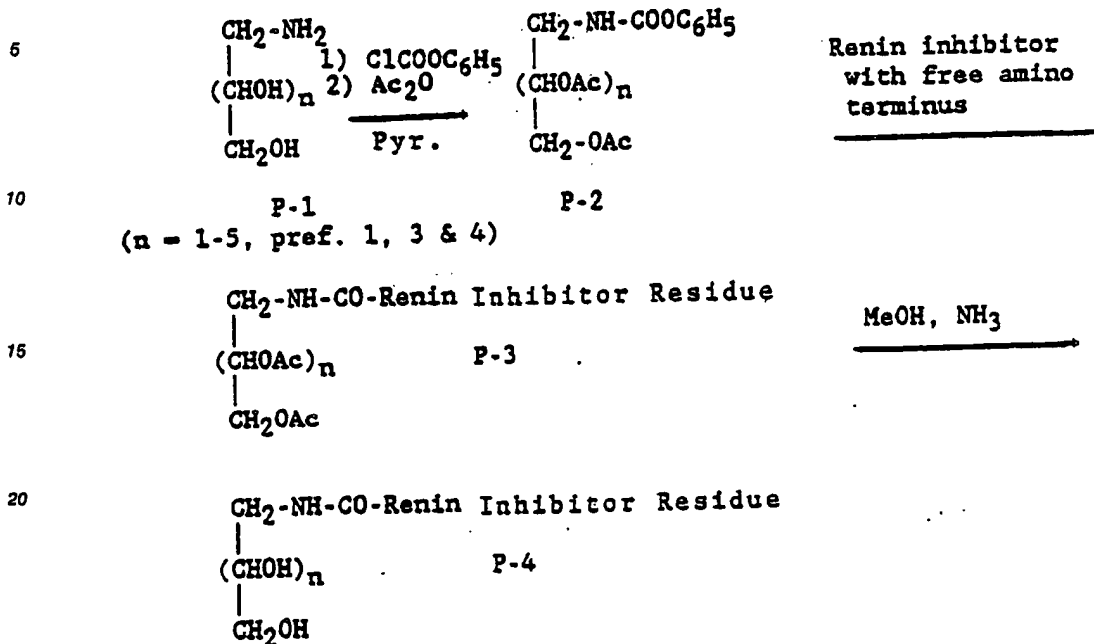 5
CH2-NH2
1) ClCOOC6H5
(CHOH)n 2) Ac2O
Pyr.
CH2OH
P-1
CH2-NH-COOC6H5
(CHOAc)n
CH2-OAc
P-2
Renin inhibitor
with free amino
terminus
10
(n = 1-5, pref. 1, 3 & 4)
CH2-NH-CO-Renin Inhibitor Residue
15
(CHOAc)n P-3
CH2OAc
MeOH, NH3
20
CH2-NH-CO-Renin Inhibitor Residue
(CHOH)n P-4
CH2OH